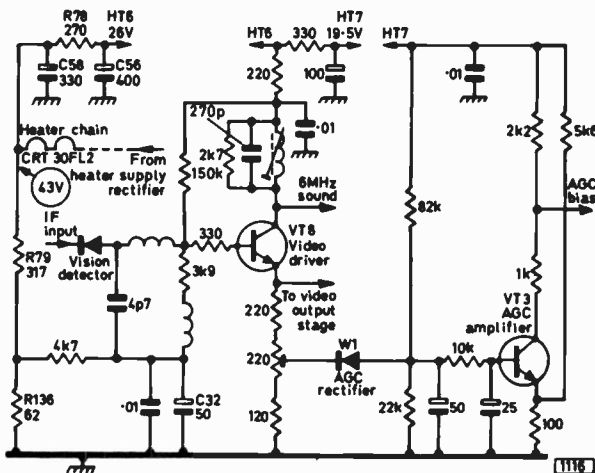 R78
270
HT6
26V
C58
330
C56
400
Heater chain
CRT 30FL2
From
heater supply
rectifier
43V
IF
input
Vision
detector
R79
317
4p7
4k7
R136
62
·01
C32
50
HT6
330
HT7
19·5V
220
100
270p
·01
2k7
150k
6MHz
sound
330
VT8
Video
driver
3k9
To video
output
stage
220
220
120
W1
AGC
rectifier
HT7
·01
82k
22k
50
10k
25
2k2
5k6
AGC
bias
1k
VT3
AGC
amplifier
100
1116